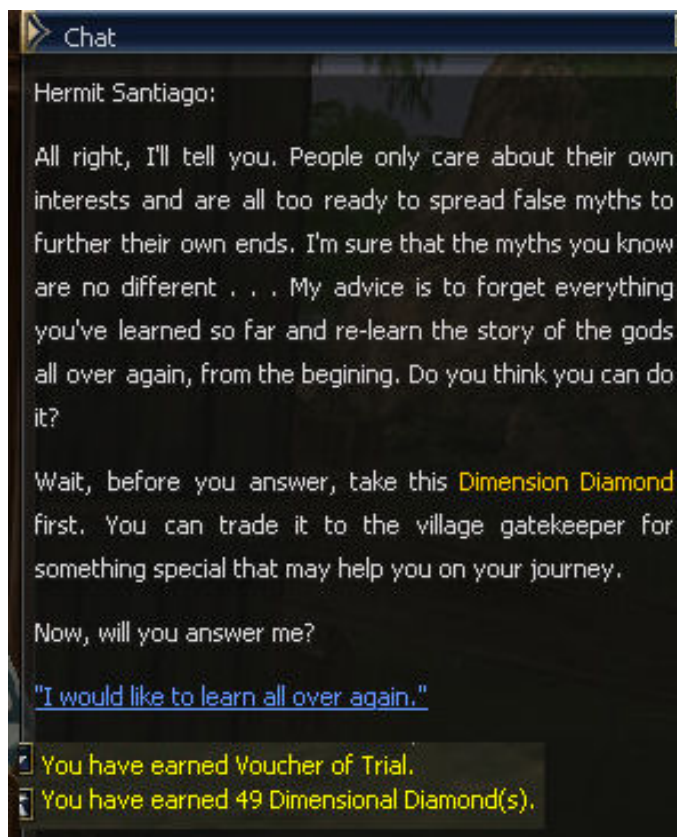 Chat
Hermit Santiago:
All right, I'll tell you. People only care about their own
interests and are all too ready to spread false myths to
further their own ends. I'm sure that the myths you know
are no different . . . My advice is to forget everything
you've learned so far and re-learn the story of the gods
all over again, from the begining. Do you think you can do
it?
Wait, before you answer, take this Dimension Diamond
first. You can trade it to the village gatekeeper for
something special that may help you on your journey.
Now, will you answer me?
"I would like to learn all over again."
You have earned Voucher of Trial.
You have earned 49 Dimensional Diamond(s).